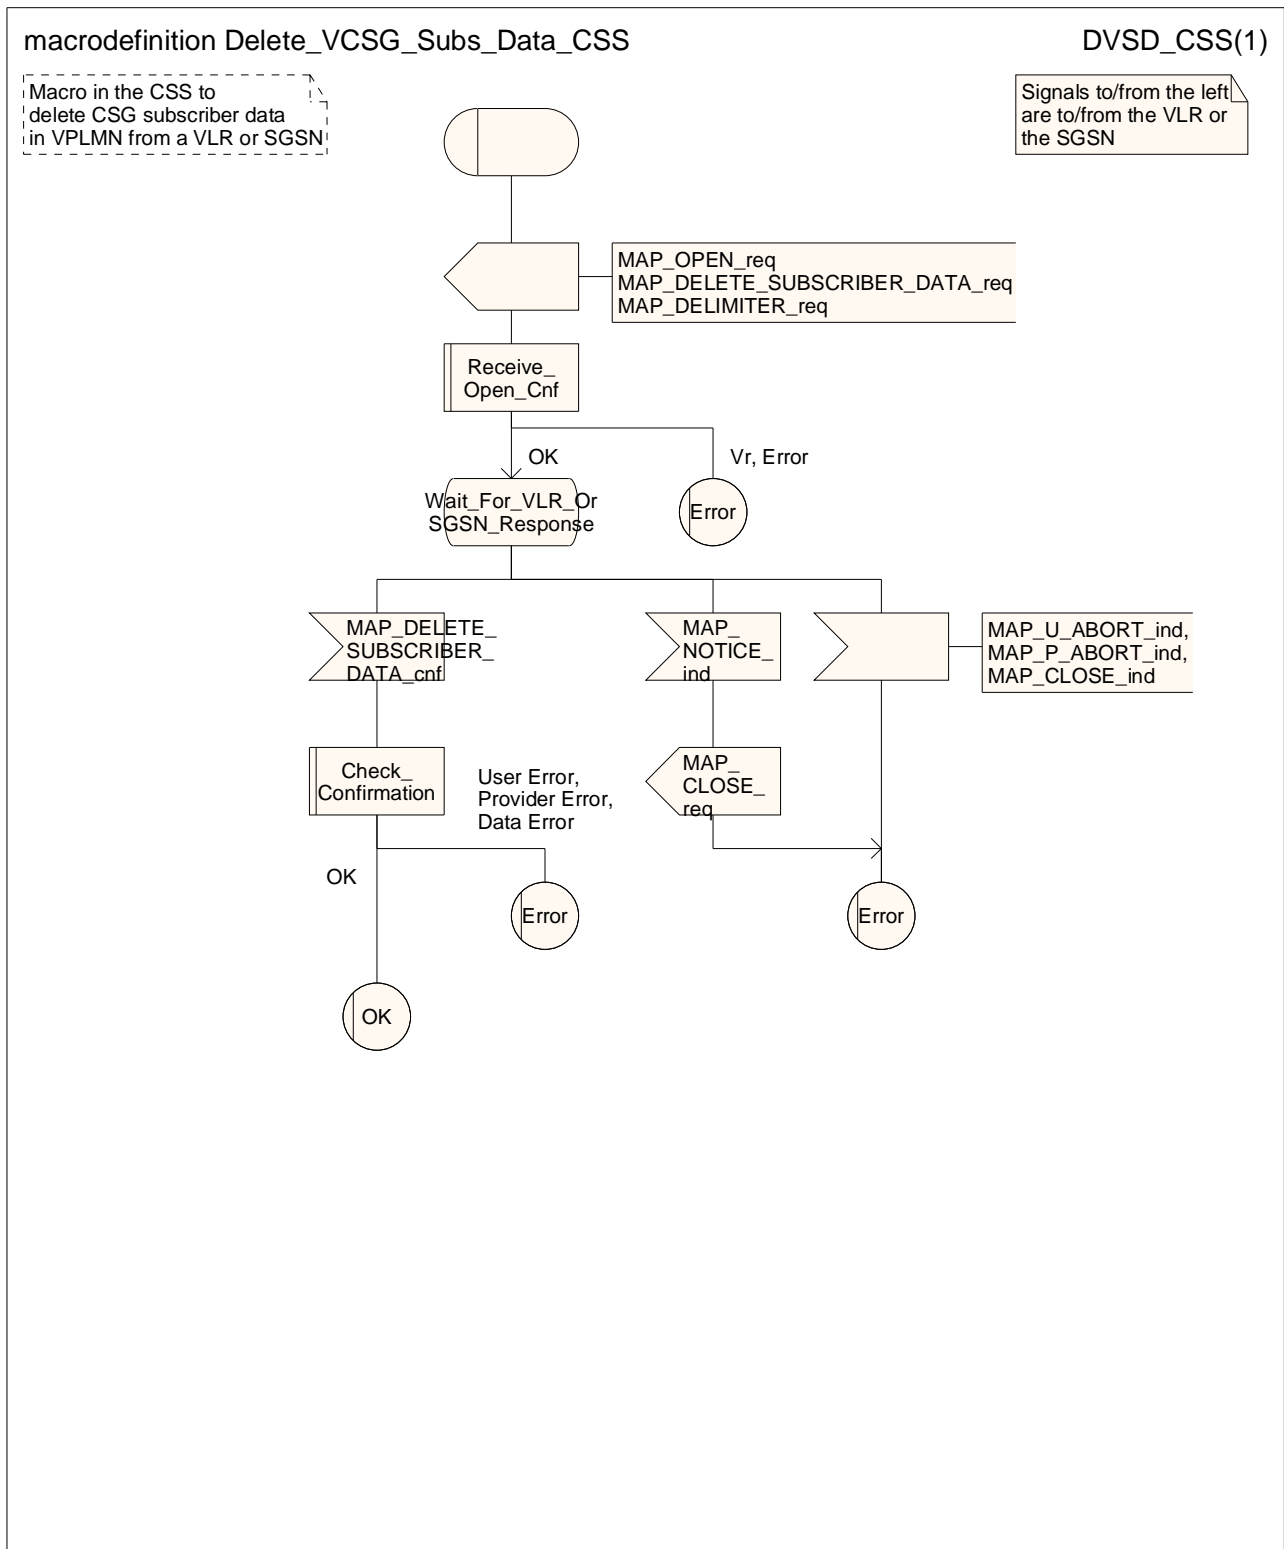 macrodefinition Delete_VCSG_Subs_Data_CSS
DVSD_CSS(1)
Macro in the CSS to
delete CSG subscriber data
in VPLMN from a VLR or SGSN
Signals to/from the left
are to/from the VLR or
the SGSN
MAP_OPEN_req
MAP_DELETE_SUBSCRIBER_DATA_req
MAP_DELIMITER_req
Receive_
Open_Cnf
OK
Vr, Error
Wait_For_VLR_Or
SGSN_Response
Error
MAP_DELETE_
SUBSCRIBER_
DATA_cnf
MAP_
NOTICE_
ind
MAP_U_ABORT_ind,
MAP_P_ABORT_ind,
MAP_CLOSE_ind
Check_
Confirmation
User Error,
Provider Error,
Data Error
MAP_
CLOSE_
req
OK
Error
Error
OK